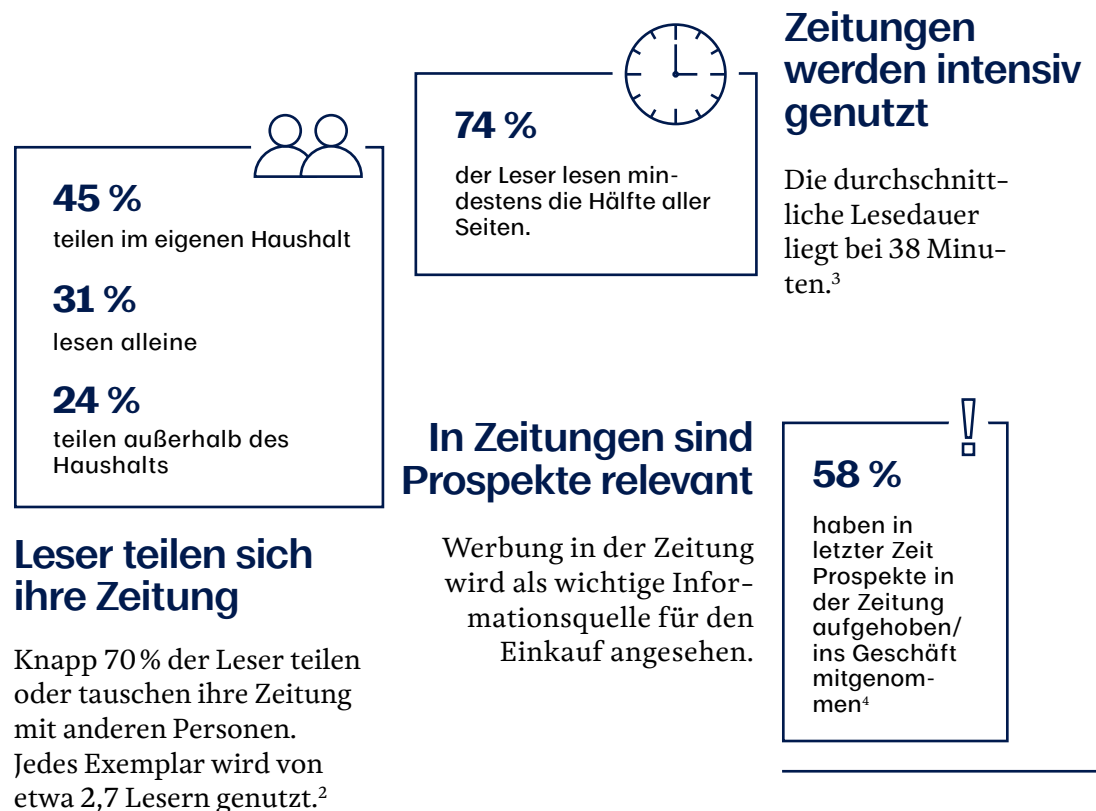 45 %
teilen im eigenen Haushalt
31 %
lesen alleine
24 %
teilen außerhalb des
Haushalts
Leser teilen sich
ihre Zeitung
Knapp 70 % der Leser teilen
oder tauschen ihre Zeitung
mit anderen Personen.
Jedes Exemplar wird von
etwa 2,7 Lesern genutzt.²
74 %
der Leser lesen min-
destens die Hälfte aller
Seiten.
Zeitungen
werden intensiv
genutzt
Die durchschnitt-
liche Lesedauer
liegt bei 38 Minu-
ten.³
In Zeitungen sind
Prospekte relevant
Werbung in der Zeitung
wird als wichtige Infor-
mationsquelle für den
Einkauf angesehen.
58 %
haben in
letzter Zeit
Prospekte in
der Zeitung
aufgehoben/
ins Geschäft
mitgenom-
men⁴